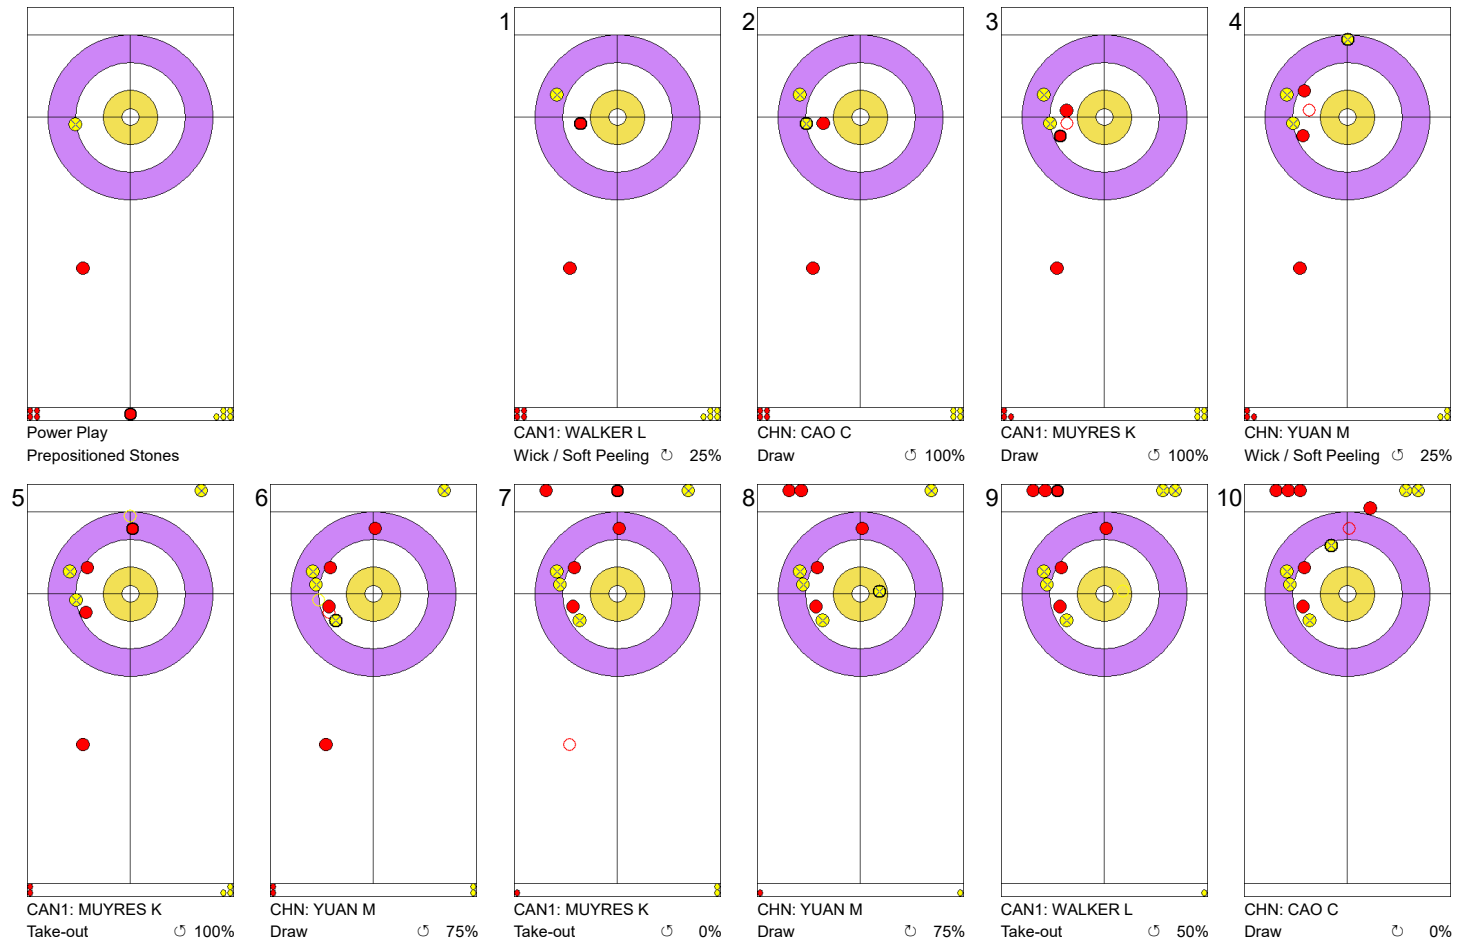 Power Play
Prepositioned Stones
1
CAN1: WALKER L
Wick / Soft Peeling ↻ 25%
2
CHN: CAO C
Draw ↺ 100%
3
CAN1: MUYRES K
Draw ↺ 100%
4
CHN: YUAN M
Wick / Soft Peeling ↺ 25%
5
CAN1: MUYRES K
Take-out ↺ 100%
6
CHN: YUAN M
Draw ↺ 75%
7
CAN1: MUYRES K
Take-out ↺ 0%
8
CHN: YUAN M
Draw ↻ 75%
9
CAN1: WALKER L
Take-out ↺ 50%
10
CHN: CAO C
Draw ↻ 0%